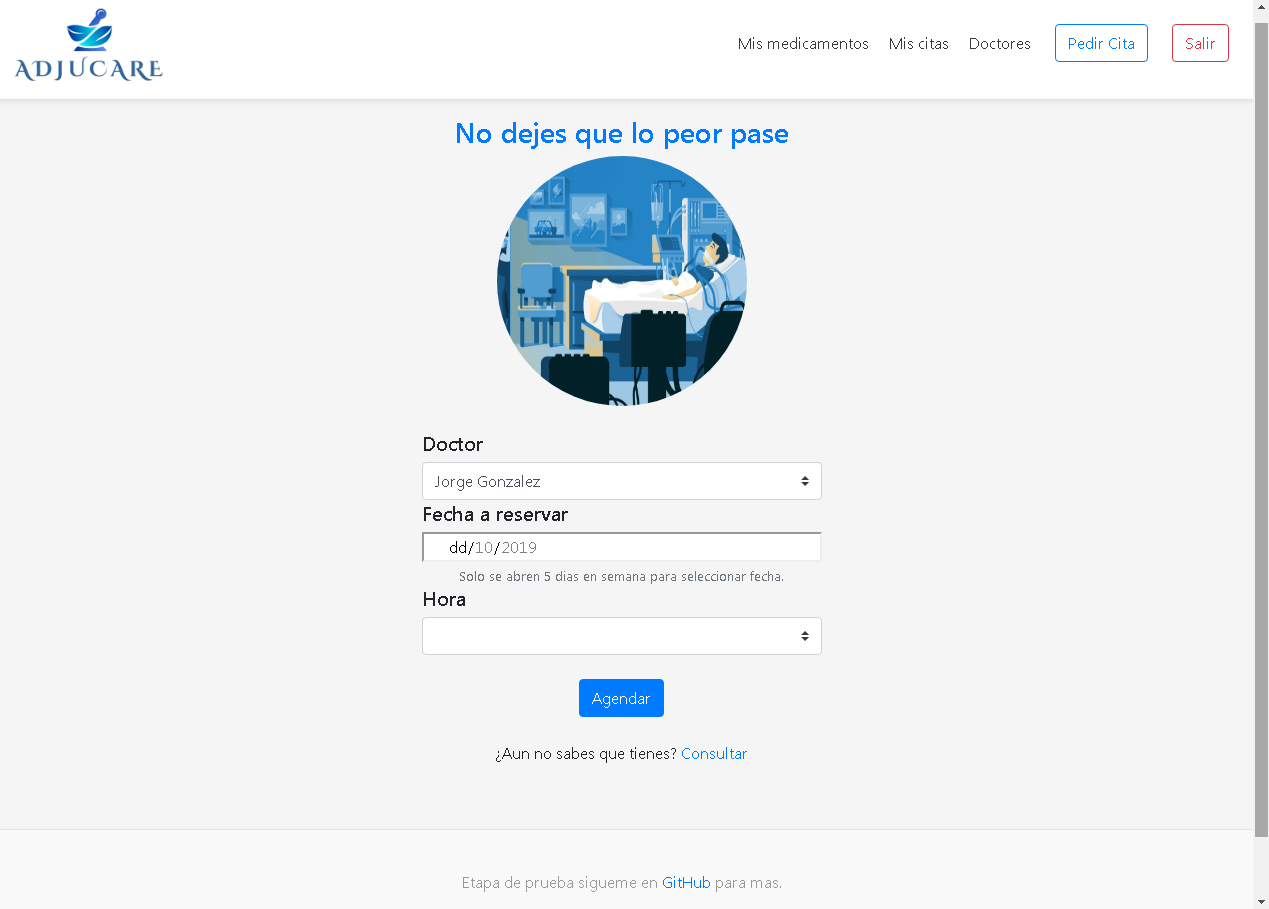 ADJUCARE
Mis medicamentos Mis citas Doctores Pedir Cita Salir
No dejes que lo peor pase
Doctor
Jorge Gonzalez
Fecha a reservar
dd/10/2019
Solo se abren 5 dias en semana para seleccionar fecha.
Hora
Agendar
¿Aun no sabes que tienes? Consultar
Etapa de prueba sigueme en GitHub para mas.